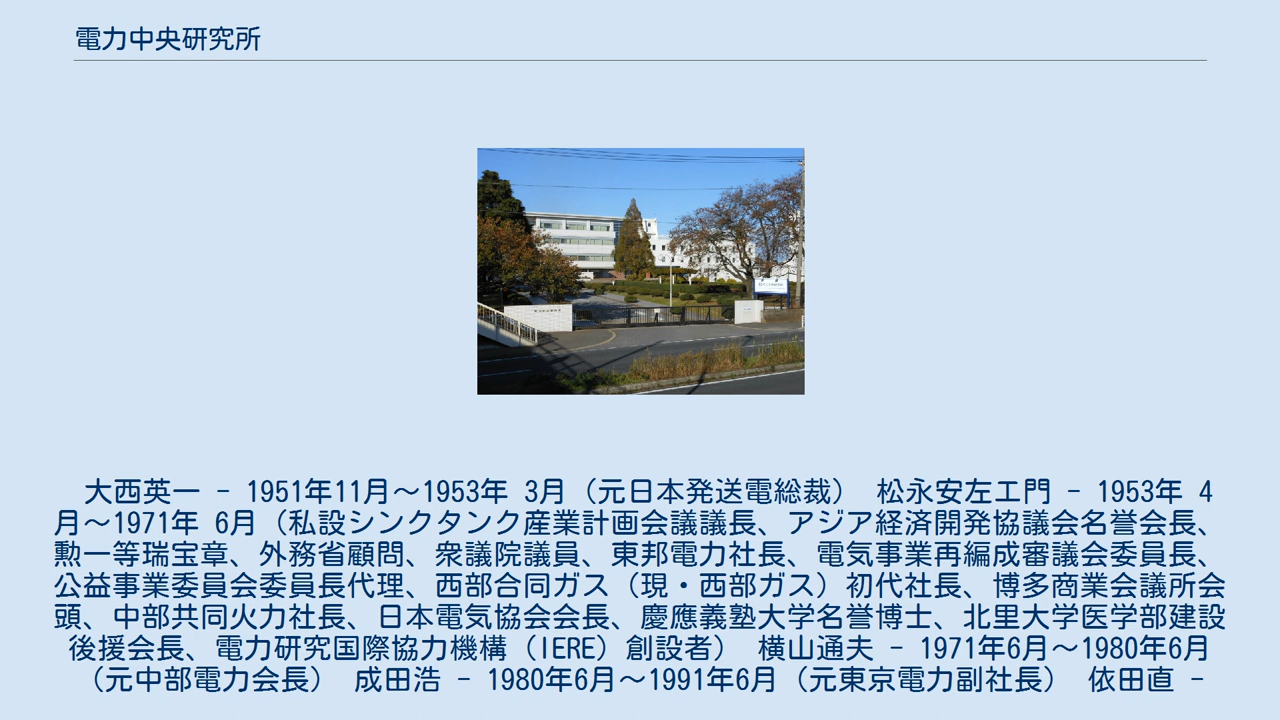 電力中央研究所
大西英一 - 1951年11月～1953年 3月（元日本発送電総裁） 松永安左エ門 - 1953年 4
月～1971年 6月（私設シンクタンク産業計画会議議長、アジア経済開発協議会名誉会長、
勲一等瑞宝章、外務省顧問、衆議院議員、東邦電力社長、電気事業再編成審議会委員長、
公益事業委員会委員長代理、西部合同ガス（現・西部ガス）初代社長、博多商業会議所会
頭、中部共同火力社長、日本電気協会会長、慶應義塾大学名誉博士、北里大学医学部建設
後援会長、電力研究国際協力機構（IERE）創設者） 横山通夫 - 1971年6月～1980年6月
（元中部電力会長） 成田浩 - 1980年6月～1991年6月（元東京電力副社長） 依田直 -